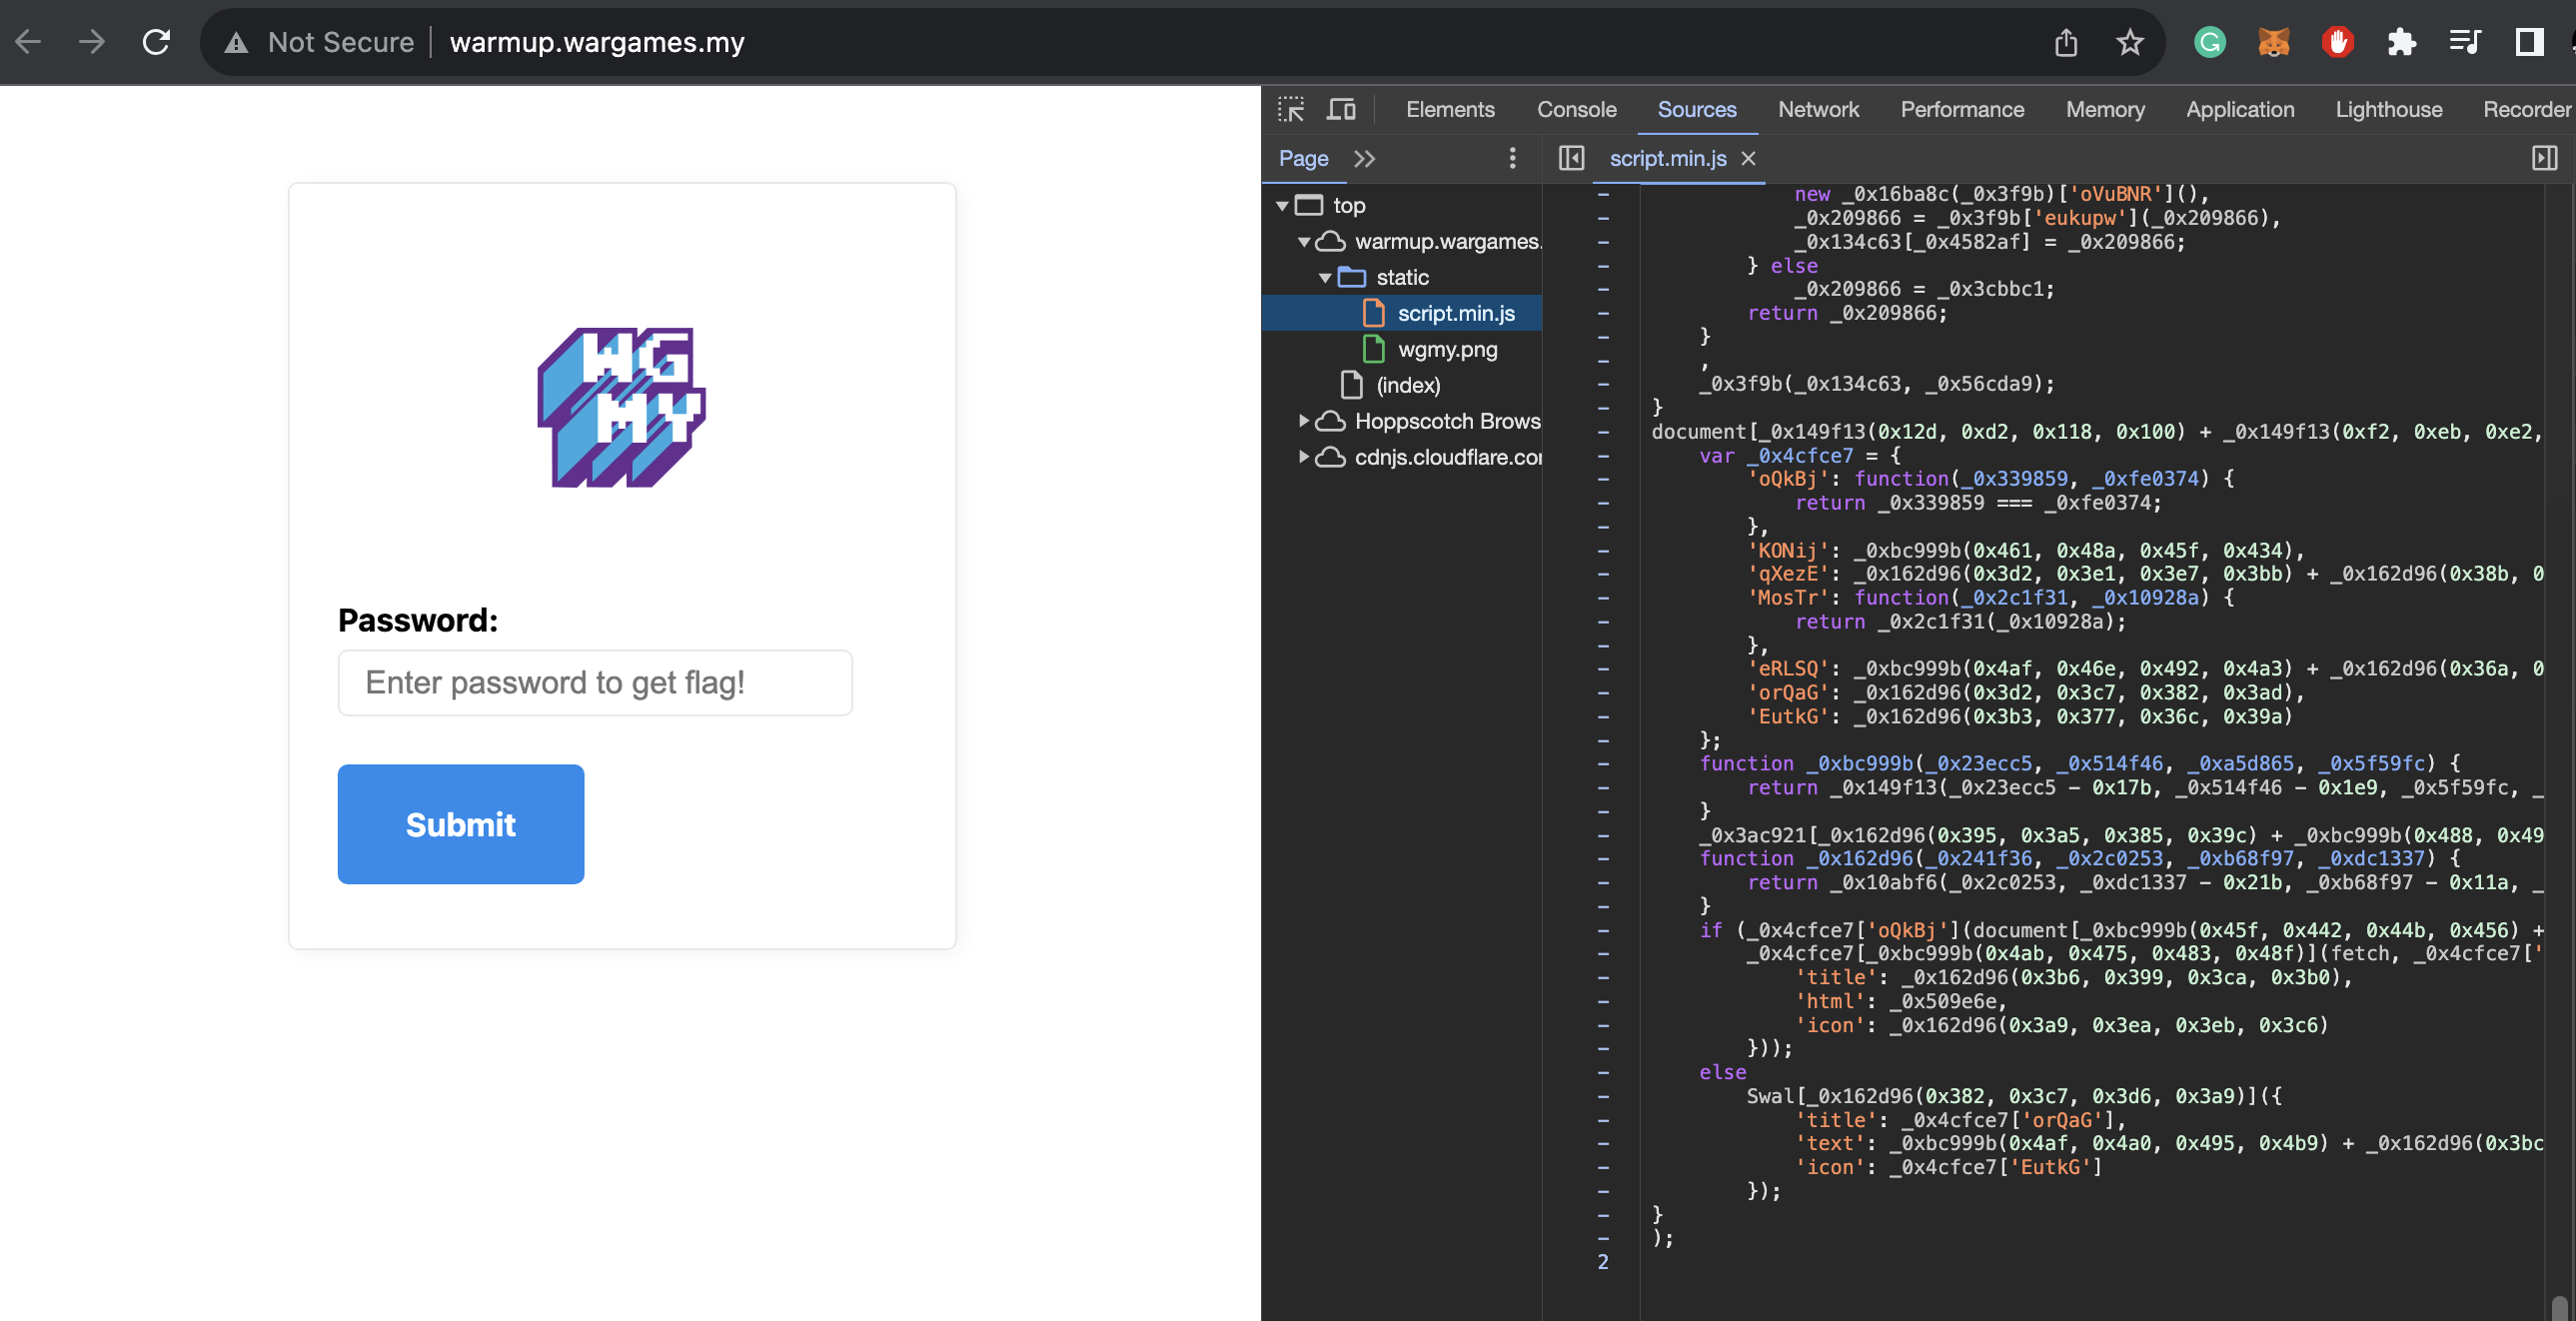 Not Secure
warmup.wargames.my
Elements
Console
Sources
Network
Performance
Memory
Application
Lighthouse
Recorder
Page
script.min.js
top
warmup.wargames.
static
script.min.js
wgmy.png
(index)
Hoppscotch Brows
cdnjs.cloudflare.co
WG
MY
Password:
Enter password to get flag!
Submit
new _0x16ba8c(_0x3f9b)['oVuBNR'](),
_0x209866 = _0x3f9b['eukupw'](_0x209866),
_0x134c63[_0x4582af] = _0x209866;
} else
_0x209866 = _0x3cbbc1;
return _0x209866;
}
,
_0x3f9b(_0x134c63, _0x56cda9);
}
document[_0x149f13(0x12d, 0xd2, 0x118, 0x100) + _0x149f13(0xf2, 0xeb, 0xe2,
var _0x4cfce7 = {
'oQkBj': function(_0x339859, _0xfe0374) {
return _0x339859 === _0xfe0374;
},
'KONij': _0xbc999b(0x461, 0x48a, 0x45f, 0x434),
'qXezE': _0x162d96(0x3d2, 0x3e1, 0x3e7, 0x3bb) + _0x162d96(0x38b, 0
'MosTr': function(_0x2c1f31, _0x10928a) {
return _0x2c1f31(_0x10928a);
},
'eRLSQ': _0xbc999b(0x4af, 0x46e, 0x492, 0x4a3) + _0x162d96(0x36a, 0
'orQaG': _0x162d96(0x3d2, 0x3c7, 0x382, 0x3ad),
'EutkG': _0x162d96(0x3b3, 0x377, 0x36c, 0x39a)
};
function _0xbc999b(_0x23ecc5, _0x514f46, _0xa5d865, _0x5f59fc) {
return _0x149f13(_0x23ecc5 - 0x17b, _0x514f46 - 0x1e9, _0x5f59fc, _
}
_0x3ac921[_0x162d96(0x395, 0x3a5, 0x385, 0x39c) + _0xbc999b(0x488, 0x49
function _0x162d96(_0x241f36, _0x2c0253, _0xb68f97, _0xdc1337) {
return _0x10abf6(_0x2c0253, _0xdc1337 - 0x21b, _0xb68f97 - 0x11a, _
}
if (_0x4cfce7['oQkBj'](document[_0xbc999b(0x45f, 0x442, 0x44b, 0x456) +
_0x4cfce7[_0xbc999b(0x4ab, 0x475, 0x483, 0x48f)](fetch, _0x4cfce7['
'title': _0x162d96(0x3b6, 0x399, 0x3ca, 0x3b0),
'html': _0x509e6e,
'icon': _0x162d96(0x3a9, 0x3ea, 0x3eb, 0x3c6)
}));
else
Swal[_0x162d96(0x382, 0x3c7, 0x3d6, 0x3a9)]({
'title': _0x4cfce7['orQaG'],
'text': _0xbc999b(0x4af, 0x4a0, 0x495, 0x4b9) + _0x162d96(0x3bc
'icon': _0x4cfce7['EutkG']
});
}
);
2